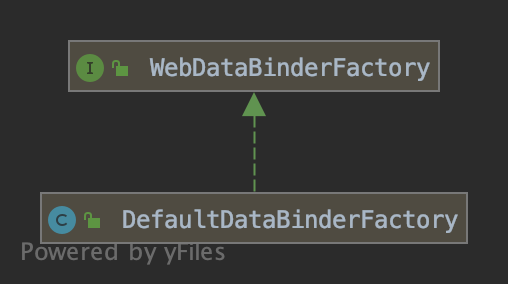 I WebDataBinderFactory
C DefaultDataBinderFactory
Powered by yFiles